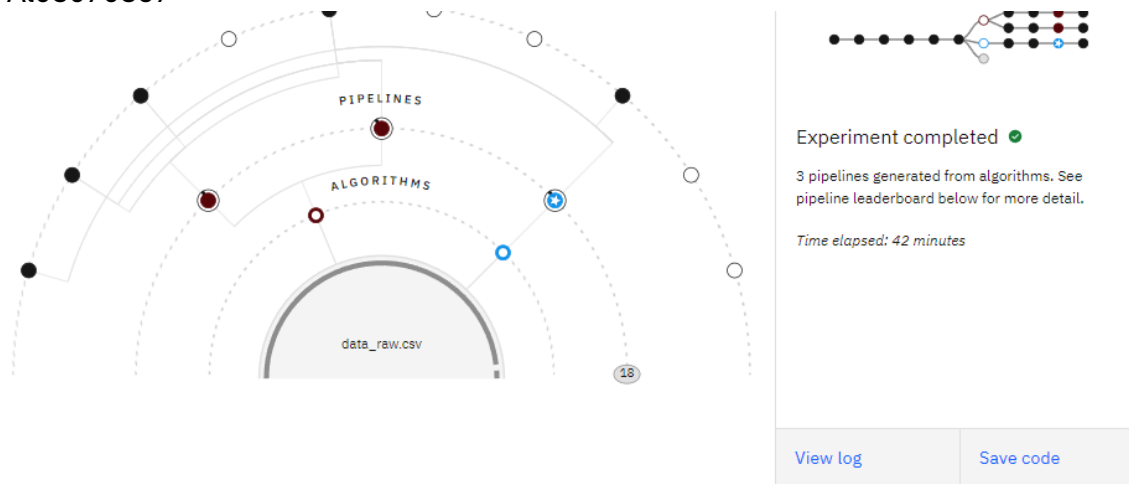 PIPELINES
ALGORITHMS
data_raw.csv
18
Experiment completed
3 pipelines generated from algorithms. See
pipeline leaderboard below for more detail.
Time elapsed: 42 minutes
View log
Save code